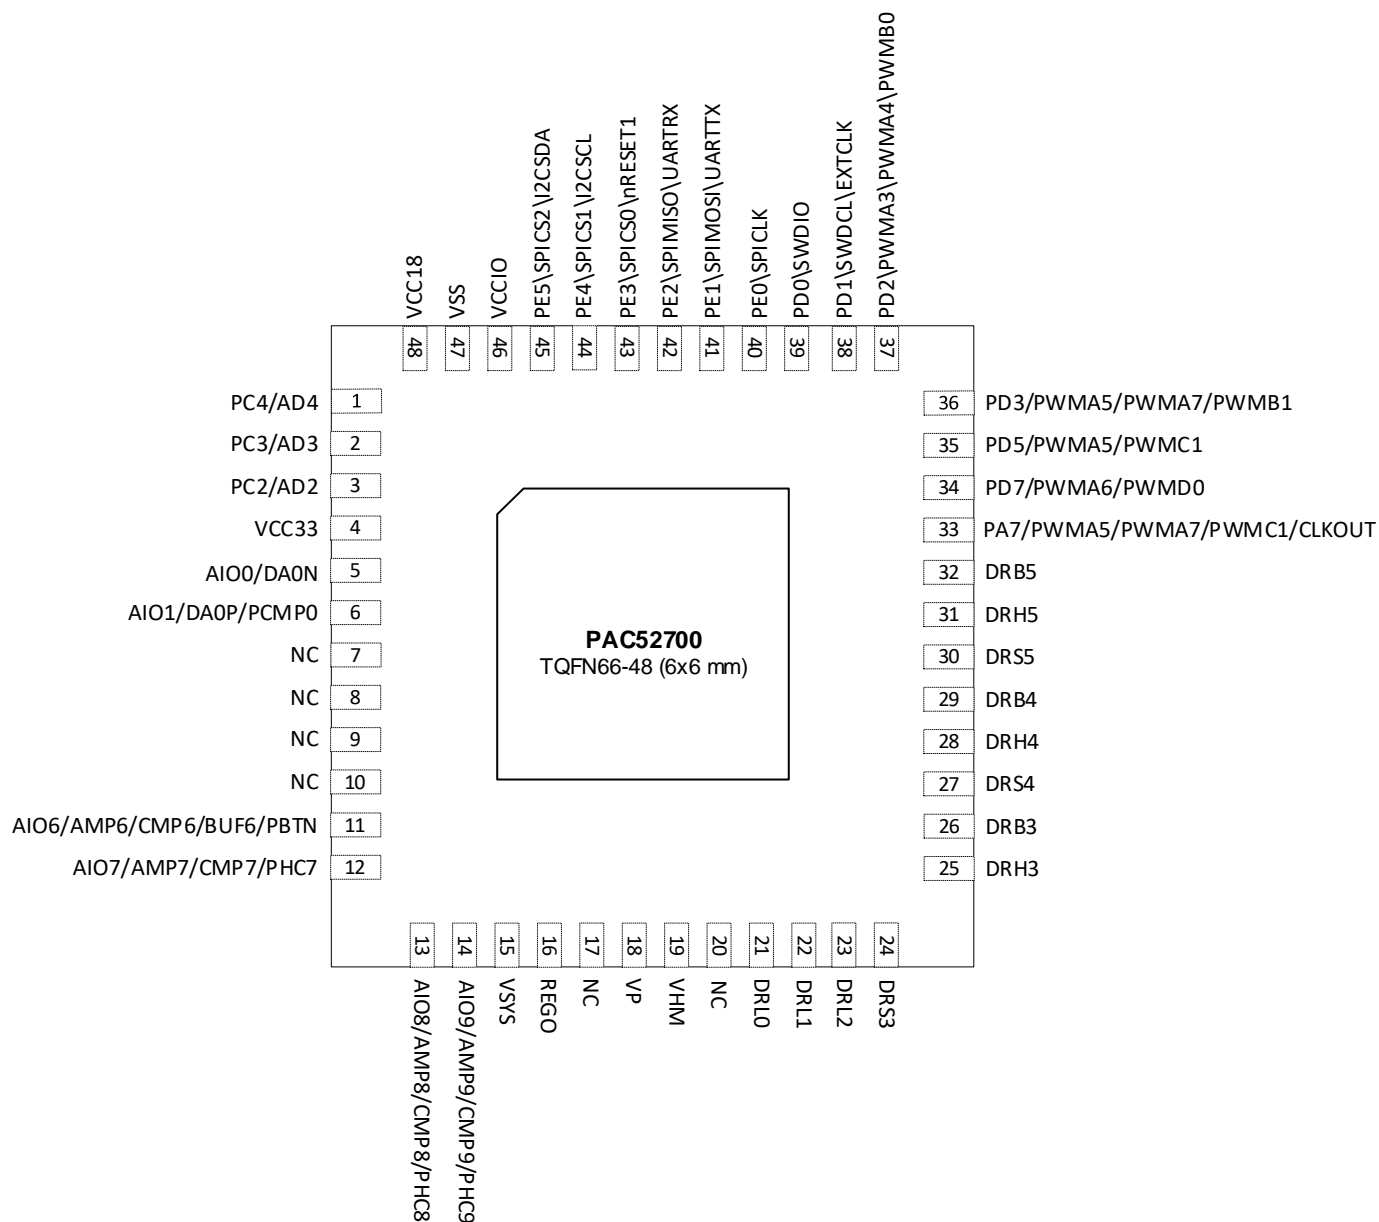 VCC18
VSS
VCCIO
PE5\SPICS2\I2CSDA
PE4\SPICS1\I2CSCL
PE3\SPICS0\nRESET1
PE2\SPIMISO\UARTRX
PE1\SPIMOSI\UARTTX
PE0\SPICLK
PD0\SWDIO
PD1\SWDCL\EXTCLK
PD2\PWMA3\PWMA4\PWMB0
48
47
46
45
44
43
42
41
40
39
38
37
PC4/AD4 1
PC3/AD3 2
PC2/AD2 3
VCC33 4
AIO0/DA0N 5
AIO1/DA0P/PCMP0 6
NC 7
NC 8
NC 9
NC 10
AIO6/AMP6/CMP6/BUF6/PBTN 11
AIO7/AMP7/CMP7/PHC7 12
PAC52700
TQFN66-48 (6x6 mm)
36 PD3/PWMA5/PWMA7/PWMB1
35 PD5/PWMA5/PWMC1
34 PD7/PWMA6/PWMD0
33 PA7/PWMA5/PWMA7/PWMC1/CLKOUT
32 DRB5
31 DRH5
30 DRS5
29 DRB4
28 DRH4
27 DRS4
26 DRB3
25 DRH3
13
14
15
16
17
18
19
20
21
22
23
24
AIO8/AMP8/CMP8/PHC8
AIO9/AMP9/CMP9/PHC9
VSYS
REGO
NC
VP
VHM
NC
DRL0
DRL1
DRL2
DRS3